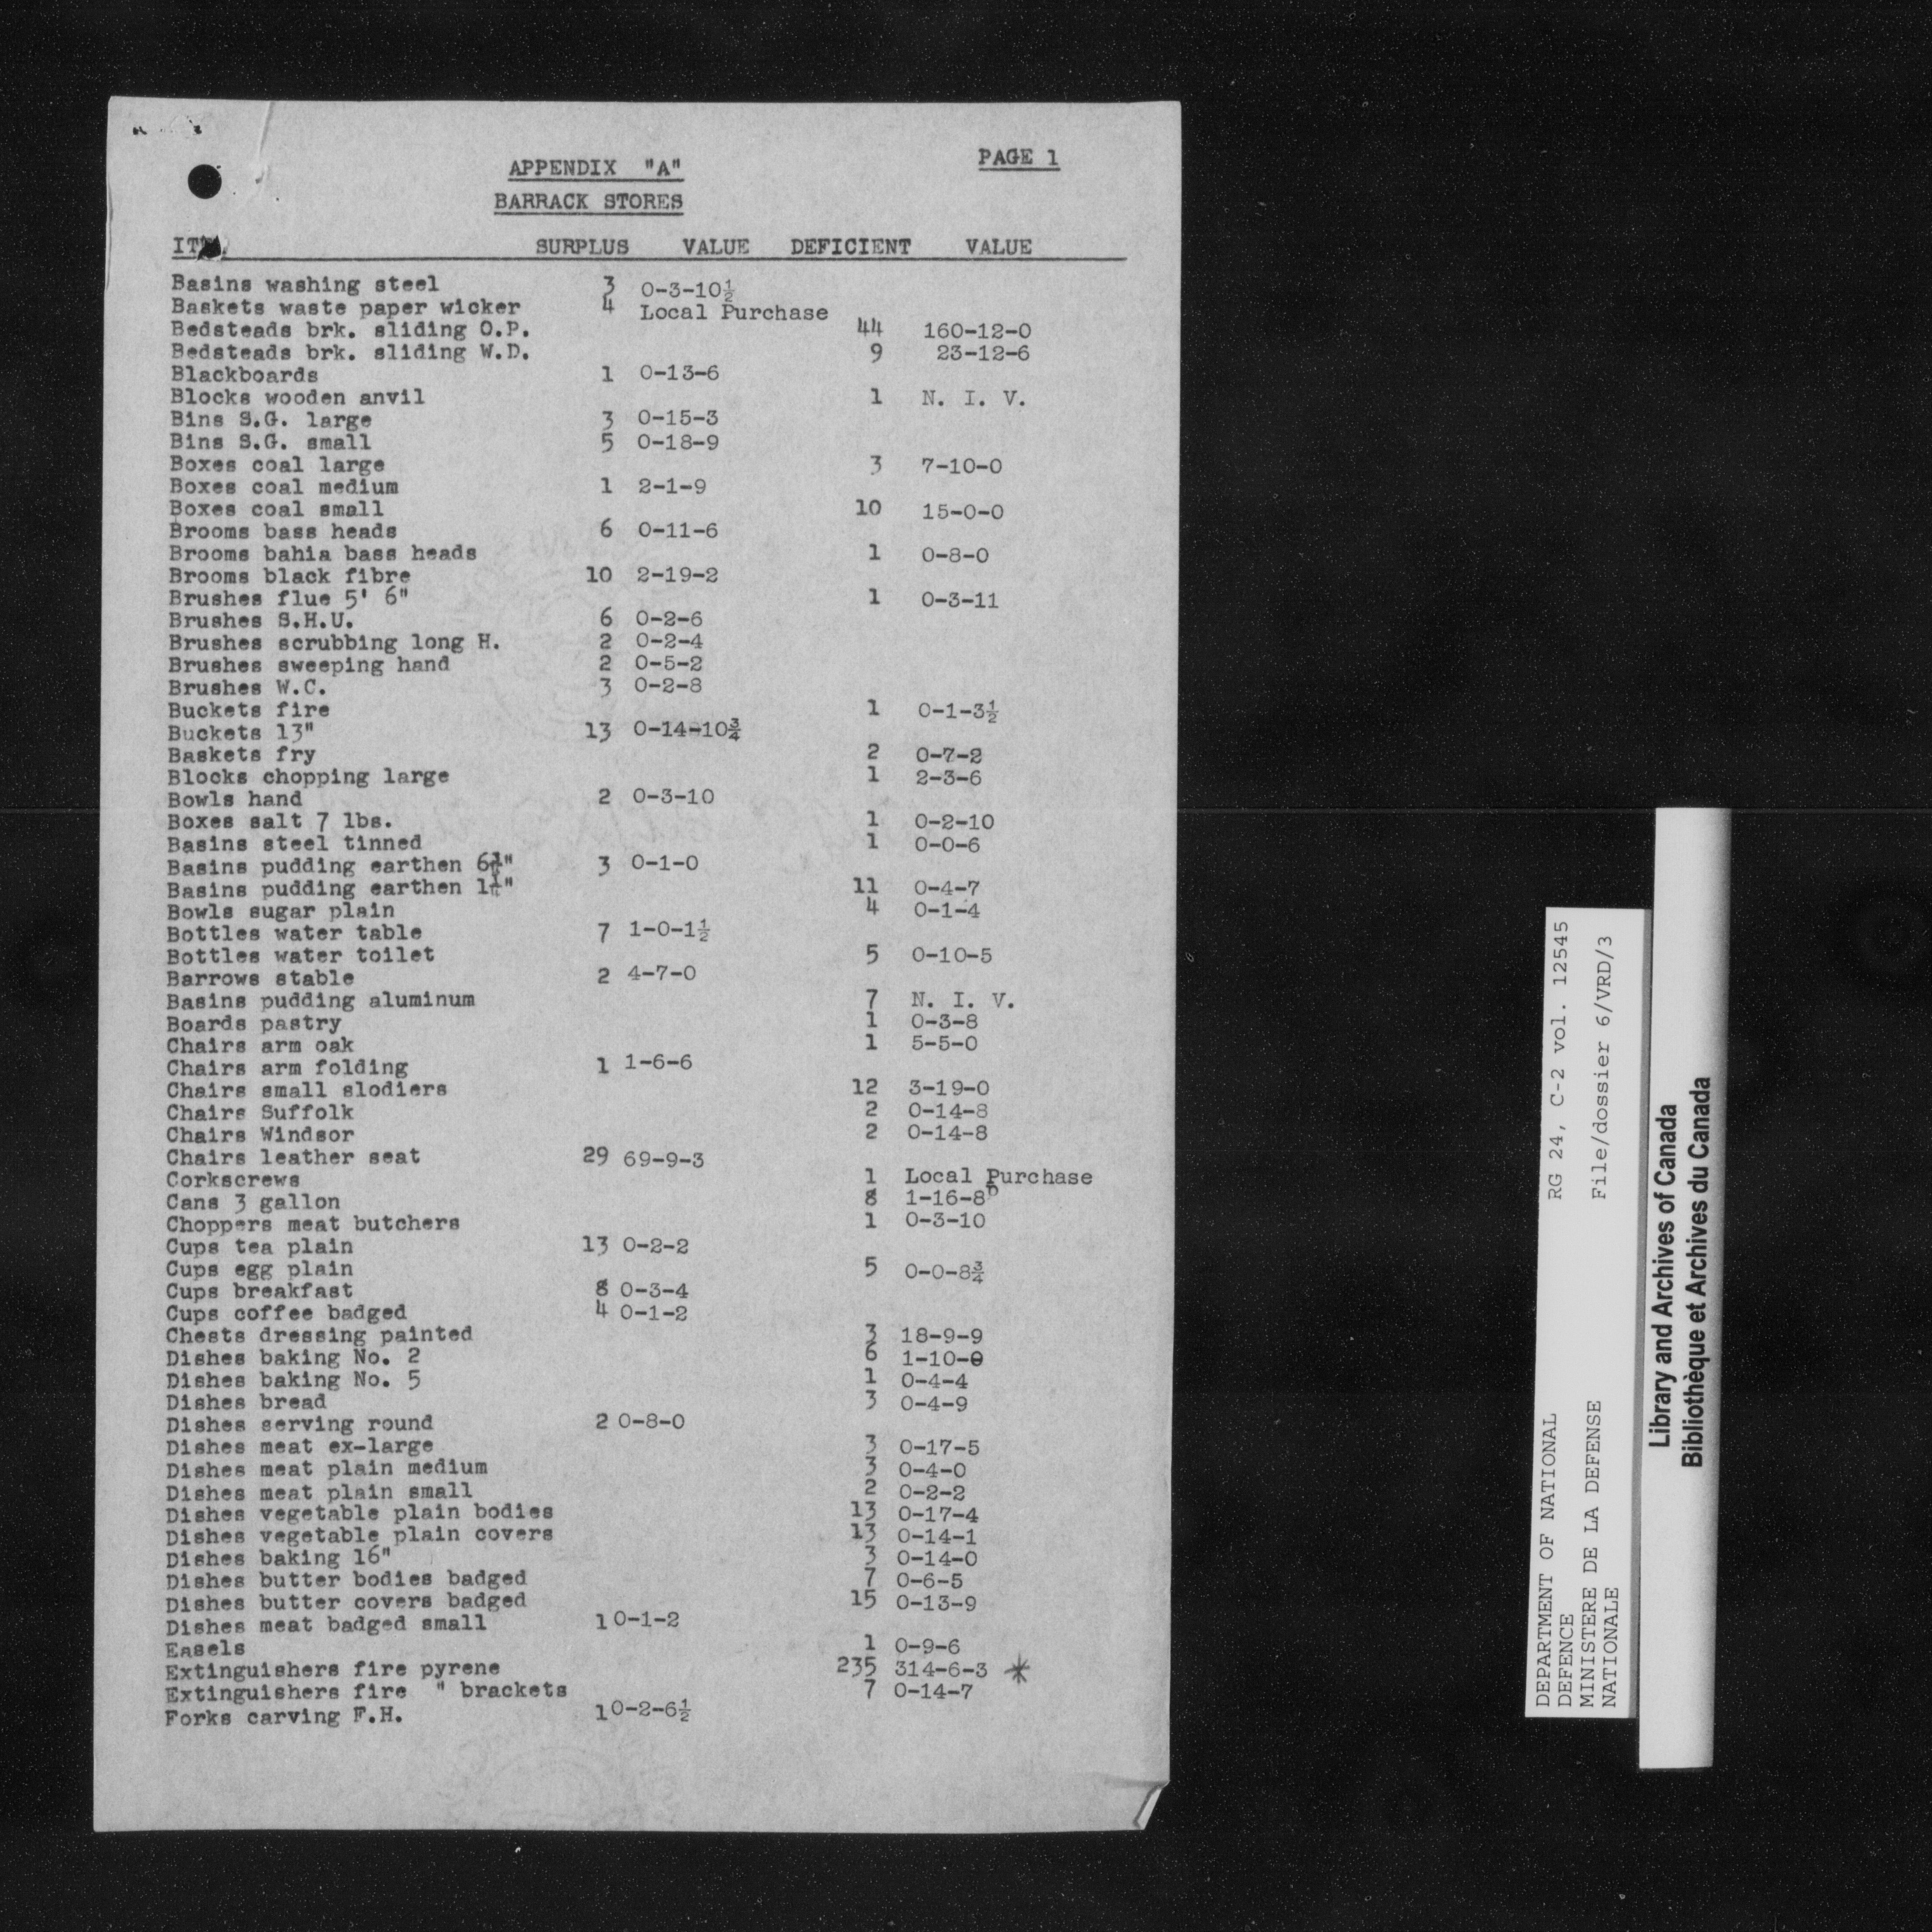 PAGE 1
APPENDIX "A"
BARRACK STORES
SURPLUS VALUE DEFICIENT VALUE
Basins washing steel 3 0-3-10½
Baskets waste paper wicker 4 Local Purchase
Bedsteads brk. sliding O.P. 44 160-12-0
Bedsteads brk. sliding W.D. 9 23-12-6
Blackboards 1 0-13-6
Blocks wooden anvil 1 N. I. V.
Bins S.G. large 3 0-15-3
Bins S.G. small 5 0-18-9
Boxes coal large 3 7-10-0
Boxes coal medium 1 2-1-9
Boxes coal small 10 15-0-0
Brooms bass heads 6 0-11-6
Brooms bahia bass heads 1 0-8-0
Brooms black fibre 10 2-19-2
Brushes flue 5' 6" 1 0-3-11
Brushes S.H.U. 6 0-2-6
Brushes scrubbing long H. 2 0-2-4
Brushes sweeping hand 2 0-5-2
Brushes W.C. 3 0-2-8
Buckets fire 1 0-1-3½
Buckets 13" 13 0-14-10¾
Baskets fry 2 0-7-2
Blocks chopping large 1 2-3-6
Bowls hand 2 0-3-10
Boxes salt 7 lbs. 1 0-2-10
Basins steel tinned 1 0-0-6
Basins pudding earthen 3 0-1-0
Basins pudding earthen 11 0-4-7
Bowls sugar plain 4 0-1-4
Bottles water table 7 1-0-1½
Bottles water toilet 5 0-10-5
Barrows stable 2 4-7-0
Basins pudding aluminum 7 N. I. V.
Boards pastry 1 0-3-8
Chairs arm oak 1 5-5-0
Chairs arm folding 1 1-6-6
Chairs small slodiers 12 3-19-0
Chairs Suffolk 2 0-14-8
Chairs Windsor 2 0-14-8
Chairs leather seat 29 69-9-3
Corkscrews 1 Local Purchase
Cans 3 gallon 8 1-16-8
Choppers meat butchers 1 0-3-10
Cups tea plain 13 0-2-2
Cups egg plain 5 0-0-8¾
Cups breakfast 8 0-3-4
Cups coffee badged 4 0-1-2
Chests dressing painted 3 18-9-9
Dishes baking No. 2 6 1-10-0
Dishes baking No. 5 1 0-4-4
Dishes bread 3 0-4-9
Dishes serving round 2 0-8-0
Dishes meat ex-large 3 0-17-5
Dishes meat plain medium 3 0-4-0
Dishes meat plain small 2 0-2-2
Dishes vegetable plain bodies 13 0-17-4
Dishes vegetable plain covers 13 0-14-1
Dishes baking 16" 3 0-14-0
Dishes butter bodies badged 7 0-6-5
Dishes butter covers badged 15 0-13-9
Dishes meat badged small 1 0-1-2
Easels 1 0-9-6
Extinguishers fire pyrene 235 314-6-3 *
Extinguishers fire " brackets 7 0-14-7
Forks carving F.H. 1 0-2-6½
DEPARTMENT OF NATIONAL
DEFENCE
MINISTERE DE LA DEFENSE
NATIONALE
RG 24, C-2 vol. 12545
File/dossier 6/VRD/3
Library and Archives of Canada
Bibliothèque et Archives du Canada